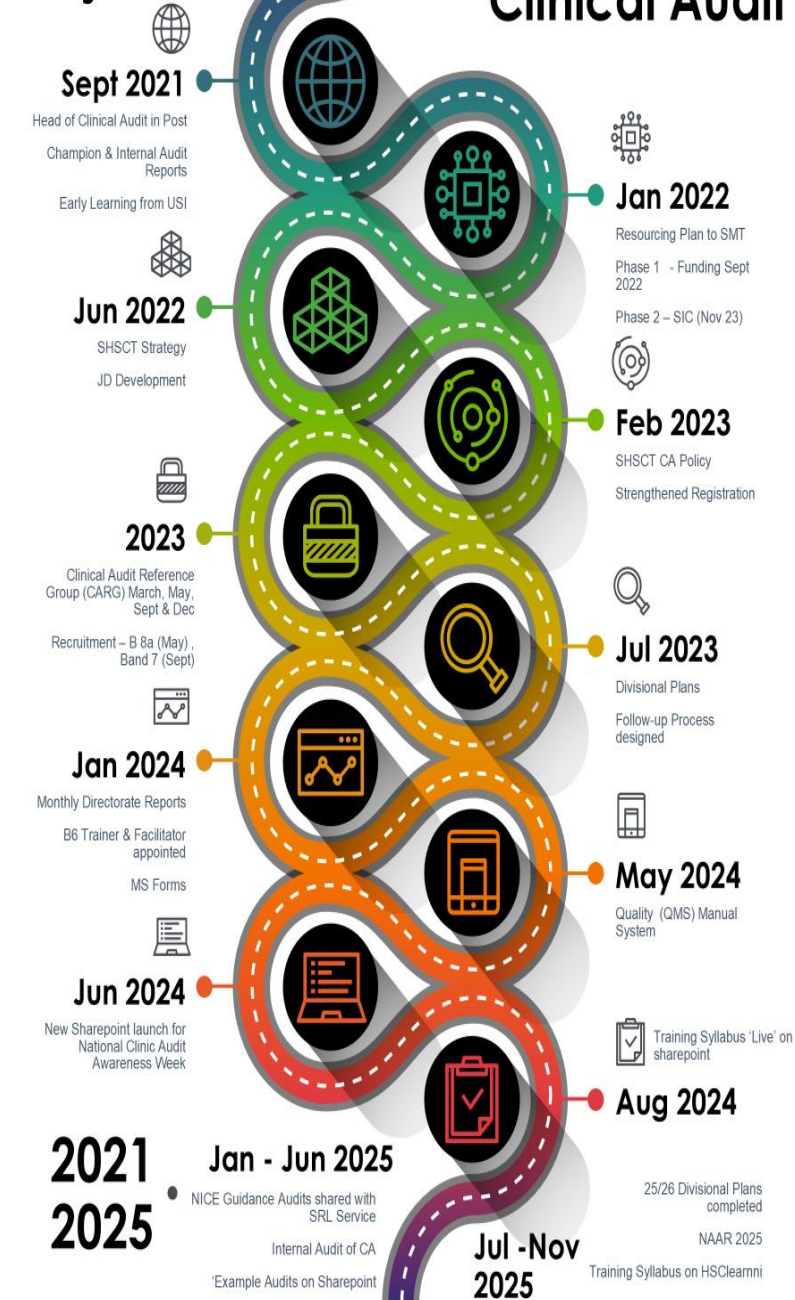 Clinical Audit
Sept 2021
Head of Clinical Audit in Post
Champion & Internal Audit
Reports
Early Learning from USI
Jan 2022
Resourcing Plan to SMT
Phase 1 - Funding Sept
2022
Phase 2 – SIC (Nov 23)
Jun 2022
SHSCT Strategy
JD Development
Feb 2023
SHSCT CA Policy
Strengthened Registration
2023
Clinical Audit Reference
Group (CARG) March, May,
Sept & Dec
Recruitment – B 8a (May) ,
Band 7 (Sept)
Jul 2023
Divisional Plans
Follow-up Process
designed
Jan 2024
Monthly Directorate Reports
B6 Trainer & Facilitator
appointed
MS Forms
May 2024
Quality (QMS) Manual
System
Jun 2024
New Sharepoint launch for
National Clinic Audit
Awareness Week
Training Syllabus ‘Live’ on
sharepoint
Aug 2024
2021
2025
Jan - Jun 2025
NICE Guidance Audits shared with
SRL Service
Internal Audit of CA
‘Example Audits on Sharepoint
Jul -Nov
2025
25/26 Divisional Plans
completed
NAAR 2025
Training Syllabus on HSClearnni